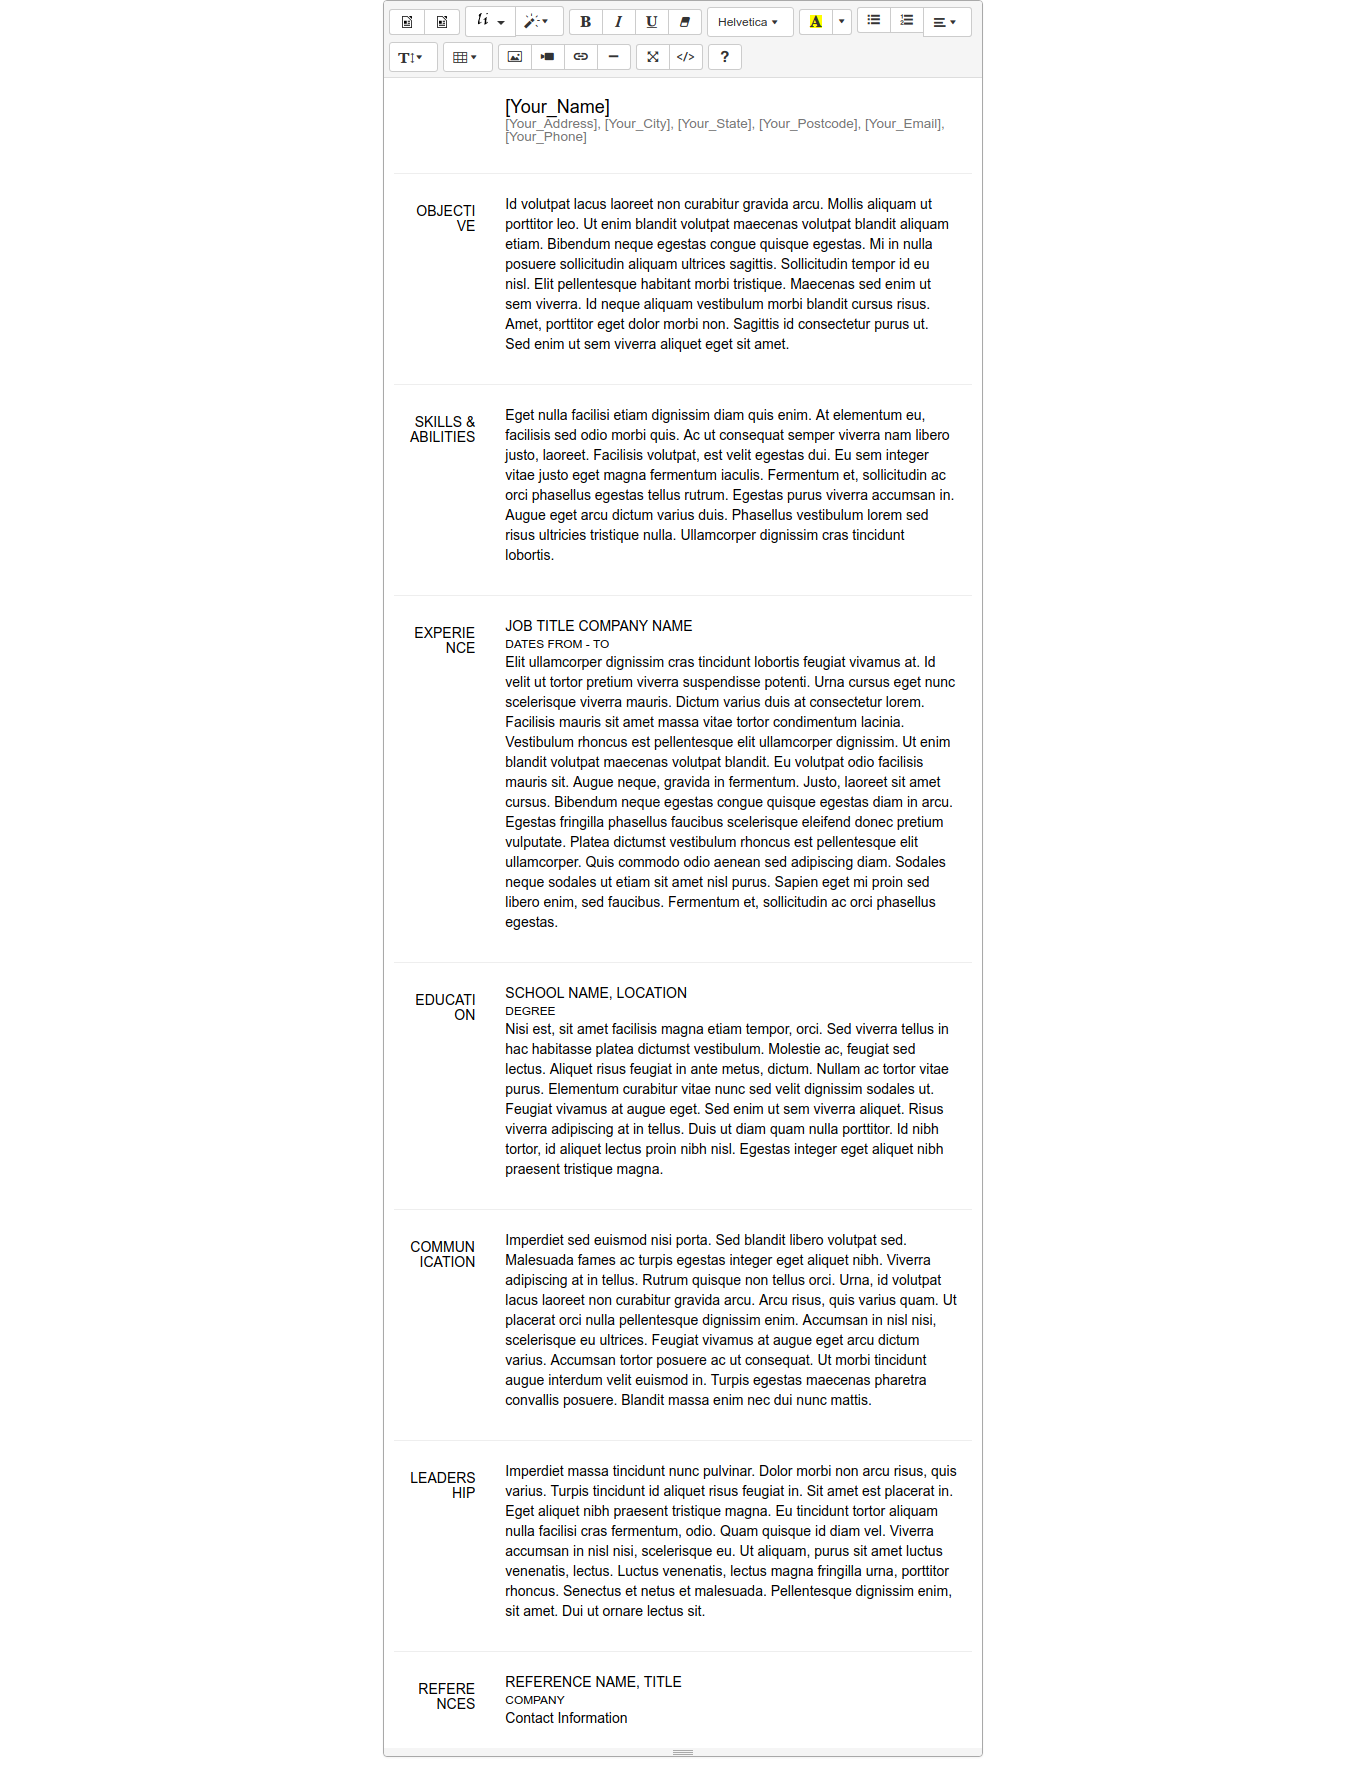 B I U Helvetica A
T </> ?
[Your_Name]
[Your_Address], [Your_City], [Your_State], [Your_Postcode], [Your_Email],
[Your_Phone]
OBJECTI
VE
Id volutpat lacus laoreet non curabitur gravida arcu. Mollis aliquam ut
porttitor leo. Ut enim blandit volutpat maecenas volutpat blandit aliquam
etiam. Bibendum neque egestas congue quisque egestas. Mi in nulla
posuere sollicitudin aliquam ultrices sagittis. Sollicitudin tempor id eu
nisl. Elit pellentesque habitant morbi tristique. Maecenas sed enim ut
sem viverra. Id neque aliquam vestibulum morbi blandit cursus risus.
Amet, porttitor eget dolor morbi non. Sagittis id consectetur purus ut.
Sed enim ut sem viverra aliquet eget sit amet.
SKILLS &
ABILITIES
Eget nulla facilisi etiam dignissim diam quis enim. At elementum eu,
facilisis sed odio morbi quis. Ac ut consequat semper viverra nam libero
justo, laoreet. Facilisis volutpat, est velit egestas dui. Eu sem integer
vitae justo eget magna fermentum iaculis. Fermentum et, sollicitudin ac
orci phasellus egestas tellus rutrum. Egestas purus viverra accumsan in.
Augue eget arcu dictum varius duis. Phasellus vestibulum lorem sed
risus ultricies tristique nulla. Ullamcorper dignissim cras tincidunt
lobortis.
EXPERIE
NCE
JOB TITLE COMPANY NAME
DATES FROM - TO
Elit ullamcorper dignissim cras tincidunt lobortis feugiat vivamus at. Id
velit ut tortor pretium viverra suspendisse potenti. Urna cursus eget nunc
scelerisque viverra mauris. Dictum varius duis at consectetur lorem.
Facilisis mauris sit amet massa vitae tortor condimentum lacinia.
Vestibulum rhoncus est pellentesque elit ullamcorper dignissim. Ut enim
blandit volutpat maecenas volutpat blandit. Eu volutpat odio facilisis
mauris sit. Augue neque, gravida in fermentum. Justo, laoreet sit amet
cursus. Bibendum neque egestas congue quisque egestas diam in arcu.
Egestas fringilla phasellus faucibus scelerisque eleifend donec pretium
vulputate. Platea dictumst vestibulum rhoncus est pellentesque elit
ullamcorper. Quis commodo odio aenean sed adipiscing diam. Sodales
neque sodales ut etiam sit amet nisl purus. Sapien eget mi proin sed
libero enim, sed faucibus. Fermentum et, sollicitudin ac orci phasellus
egestas.
EDUCATI
ON
SCHOOL NAME, LOCATION
DEGREE
Nisi est, sit amet facilisis magna etiam tempor, orci. Sed viverra tellus in
hac habitasse platea dictumst vestibulum. Molestie ac, feugiat sed
lectus. Aliquet risus feugiat in ante metus, dictum. Nullam ac tortor vitae
purus. Elementum curabitur vitae nunc sed velit dignissim sodales ut.
Feugiat vivamus at augue eget. Sed enim ut sem viverra aliquet. Risus
viverra adipiscing at in tellus. Duis ut diam quam nulla porttitor. Id nibh
tortor, id aliquet lectus proin nibh nisl. Egestas integer eget aliquet nibh
praesent tristique magna.
COMMUN
ICATION
Imperdiet sed euismod nisi porta. Sed blandit libero volutpat sed.
Malesuada fames ac turpis egestas integer eget aliquet nibh. Viverra
adipiscing at in tellus. Rutrum quisque non tellus orci. Urna, id volutpat
lacus laoreet non curabitur gravida arcu. Arcu risus, quis varius quam. Ut
placerat orci nulla pellentesque dignissim enim. Accumsan in nisl nisi,
scelerisque eu ultrices. Feugiat vivamus at augue eget arcu dictum
varius. Accumsan tortor posuere ac ut consequat. Ut morbi tincidunt
augue interdum velit euismod in. Turpis egestas maecenas pharetra
convallis posuere. Blandit massa enim nec dui nunc mattis.
LEADERS
HIP
Imperdiet massa tincidunt nunc pulvinar. Dolor morbi non arcu risus, quis
varius. Turpis tincidunt id aliquet risus feugiat in. Sit amet est placerat in.
Eget aliquet nibh praesent tristique magna. Eu tincidunt tortor aliquam
nulla facilisi cras fermentum, odio. Quam quisque id diam vel. Viverra
accumsan in nisl nisi, scelerisque eu. Ut aliquam, purus sit amet luctus
venenatis, lectus. Luctus venenatis, lectus magna fringilla urna, porttitor
rhoncus. Senectus et netus et malesuada. Pellentesque dignissim enim,
sit amet. Dui ut ornare lectus sit.
REFERE
NCES
REFERENCE NAME, TITLE
COMPANY
Contact Information